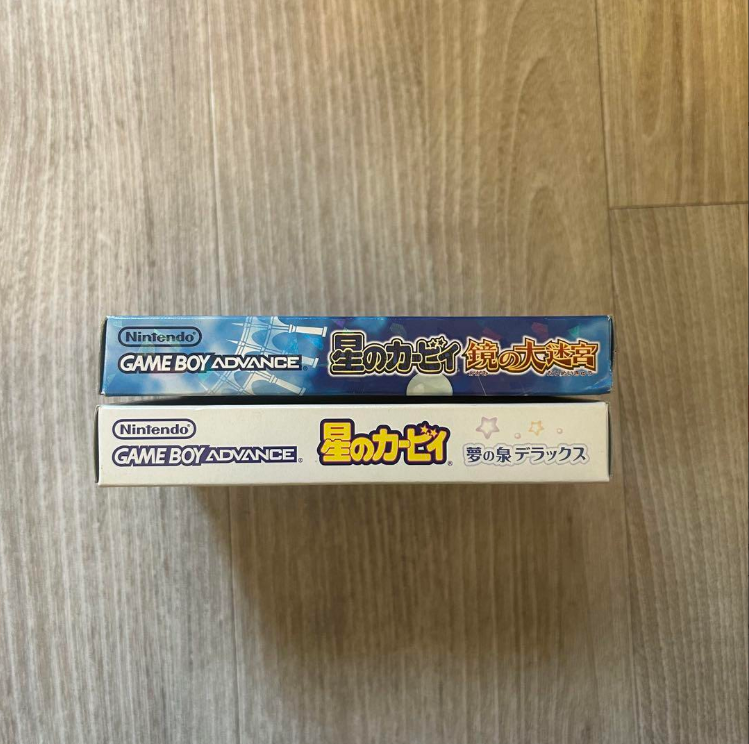 Nintendo®
GAME BOY ADVANCE
星のカービィ 鏡の大迷宮
Nintendo®
GAME BOY ADVANCE®
星のカービィ®
夢の泉デラックス